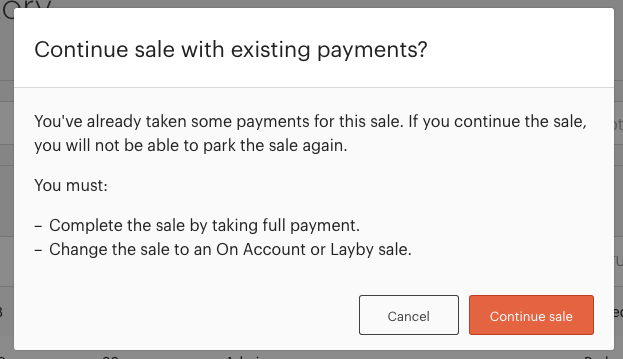 ory
Continue sale with existing payments?
You've already taken some payments for this sale. If you continue the sale,
you will not be able to park the sale again.
You must:
– Complete the sale by taking full payment.
– Change the sale to an On Account or Layby sale.
Cancel
Continue sale